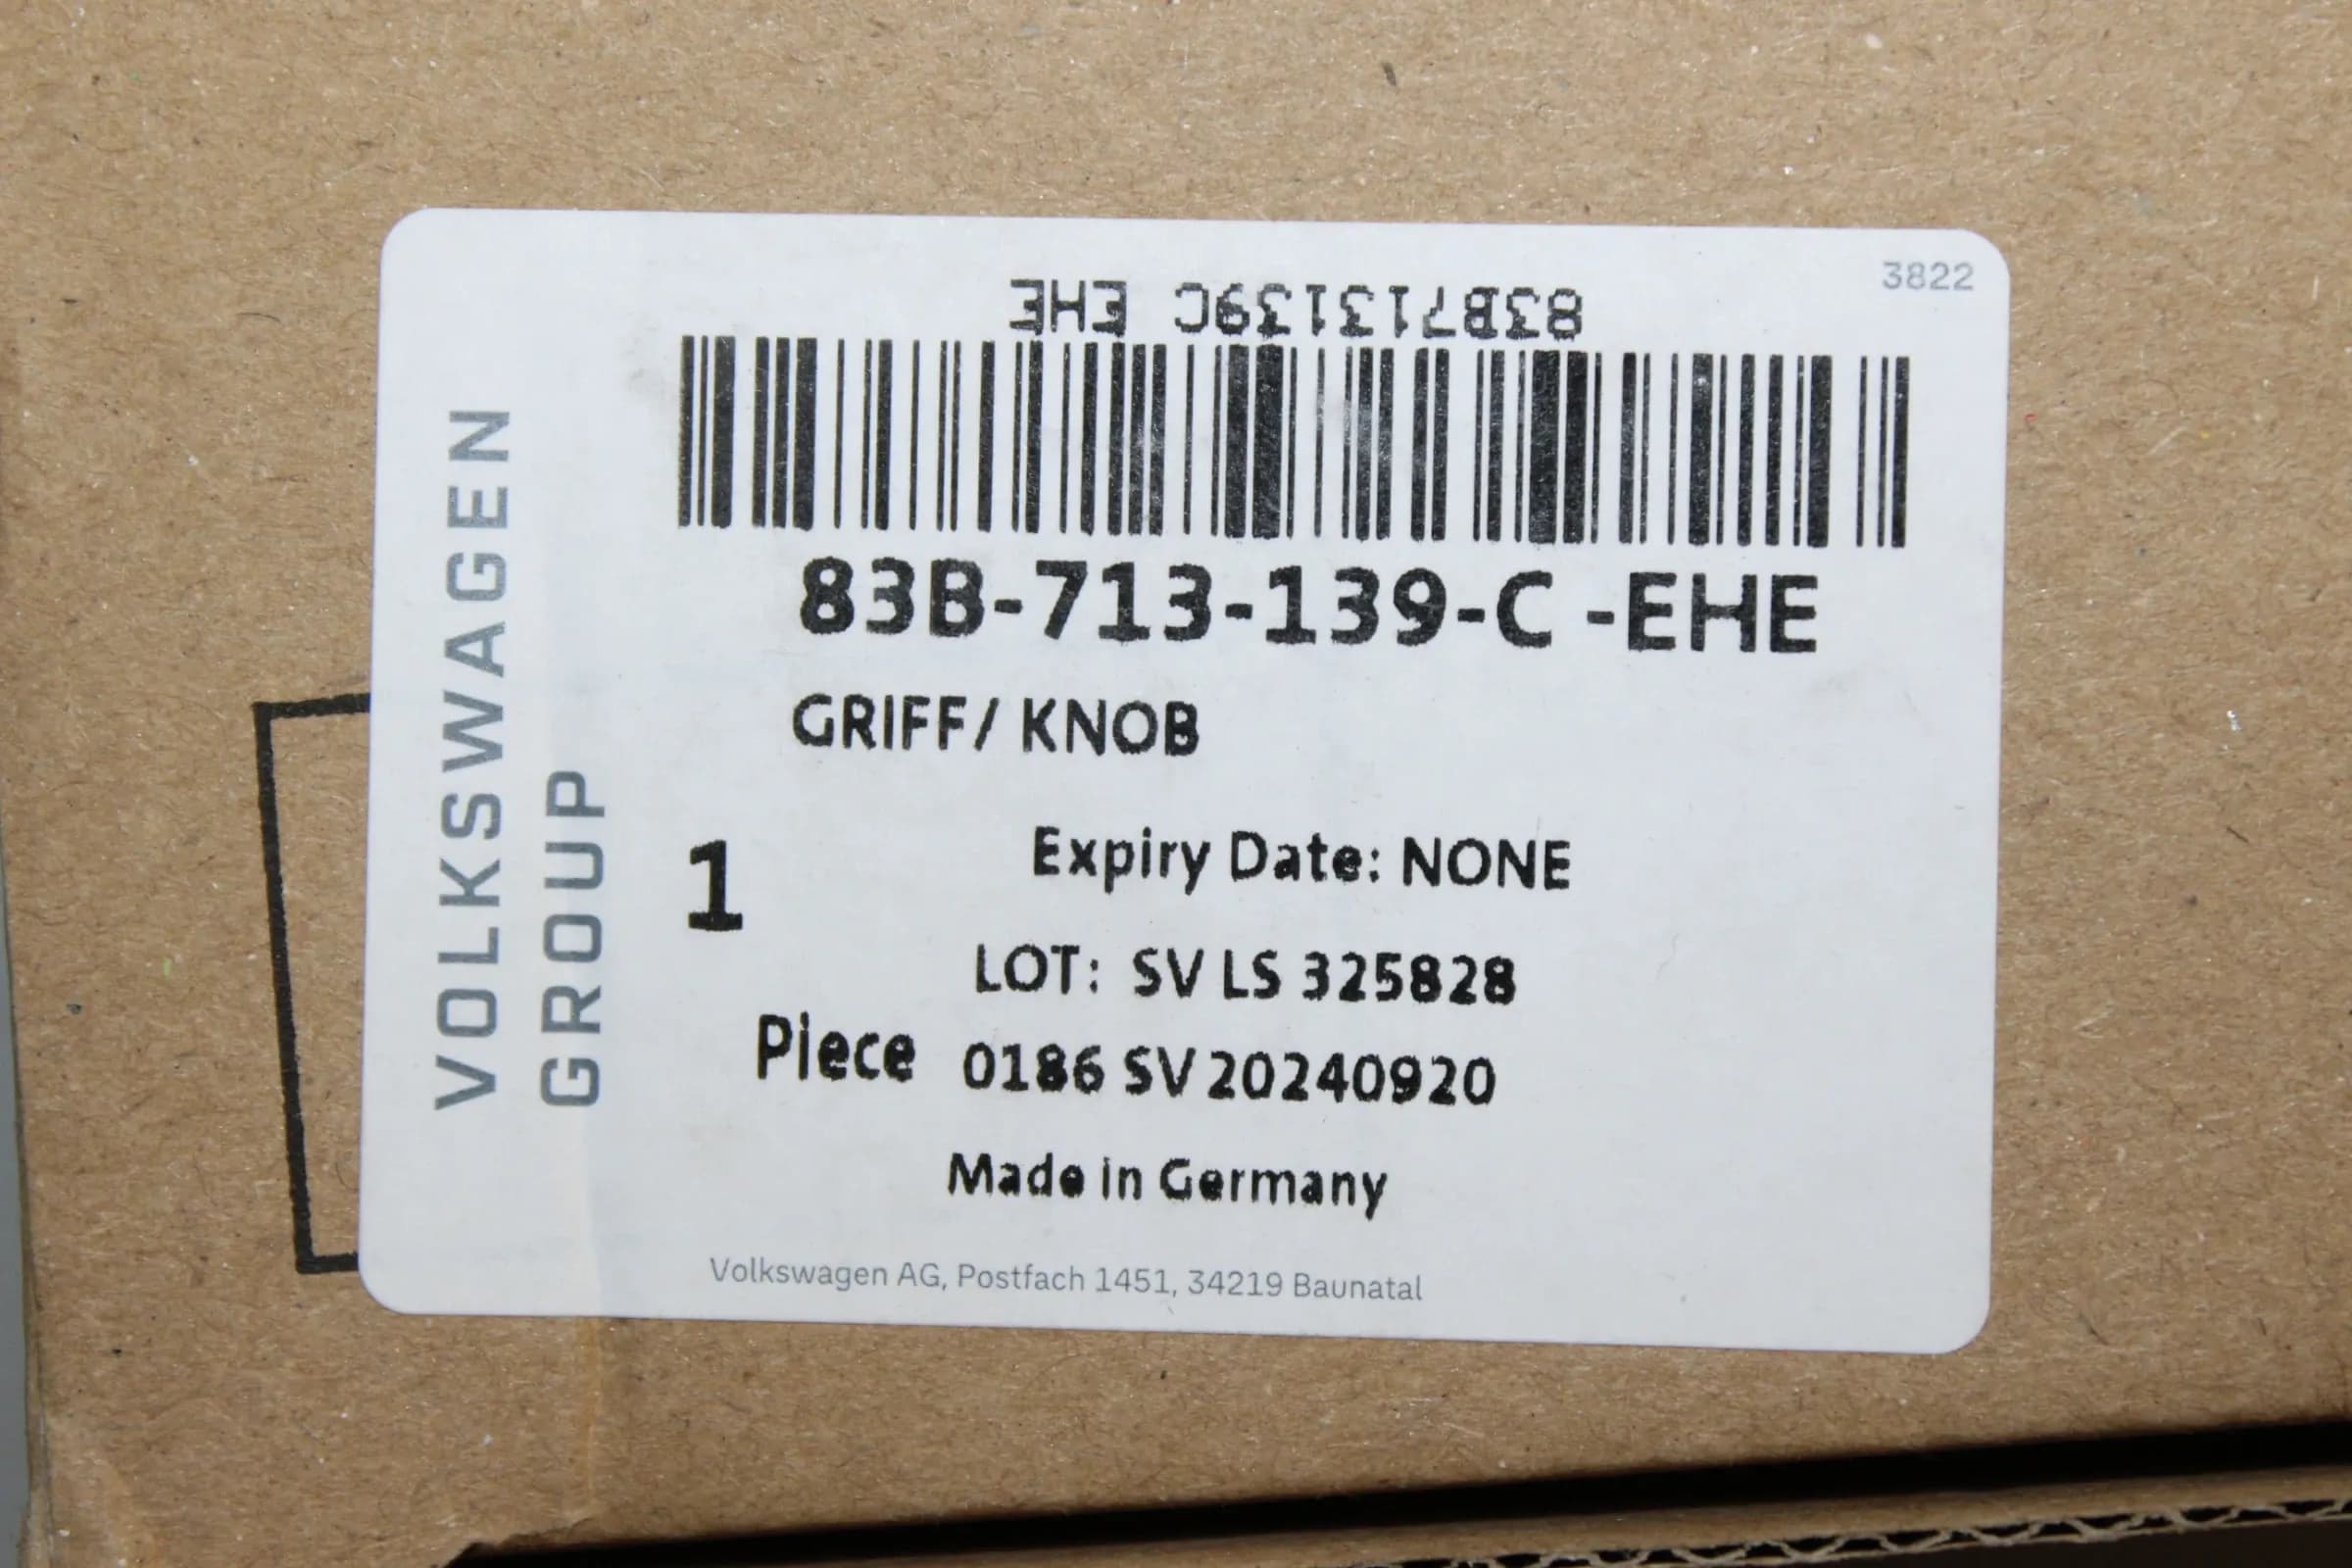 3822
83B713139C EHE
83B-713-139-C -EHE
GRIFF/ KNOB
1
Piece
Expiry Date: NONE
LOT: SV LS 325828
0186 SV 20240920
Made in Germany
Volkswagen AG, Postfach 1451, 34219 Baunatal
VOLKSWAGEN
GROUP